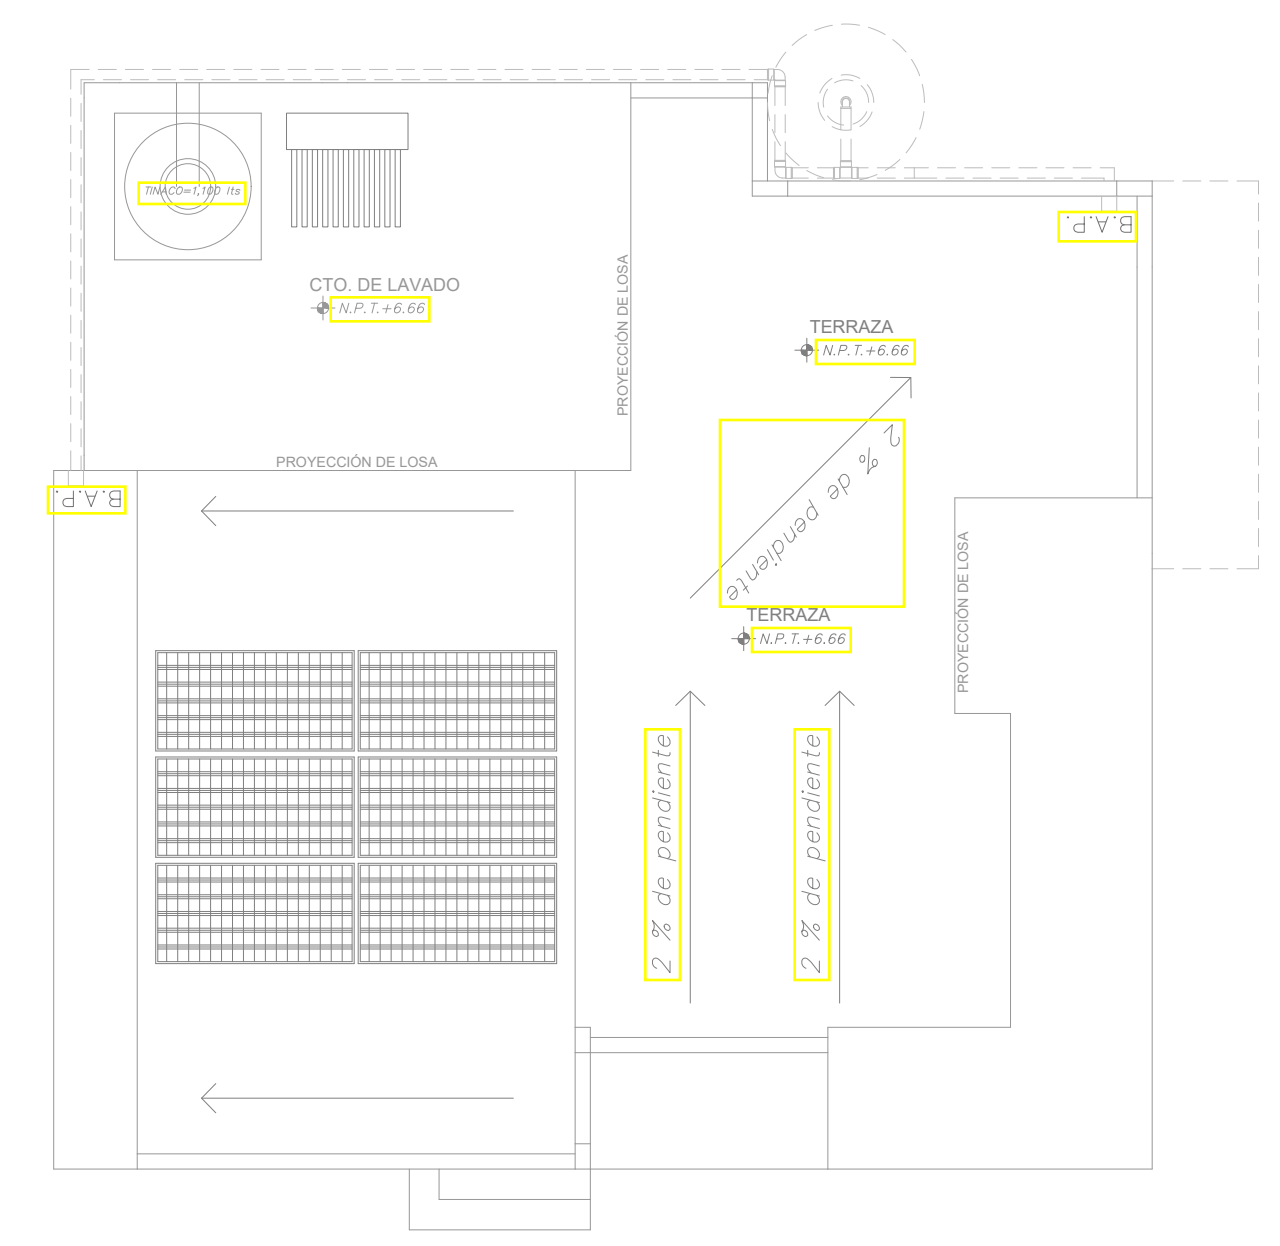 TINACO=1,100 lts
B.A.P.
CTO. DE LAVADO
N.P.T.+6.66
PROYECCIÓN DE LOSA
TERRAZA
N.P.T.+6.66
2 % de pendiente
PROYECCIÓN DE LOSA
B.A.P.
PROYECCIÓN DE LOSA
TERRAZA
N.P.T.+6.66
2 % de pendiente
2 % de pendiente